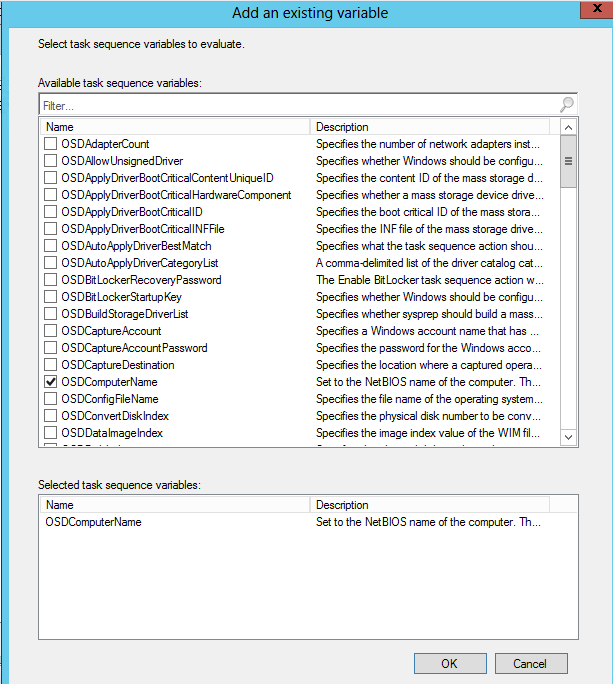 Add an existing variable
x
Select task sequence variables to evaluate.
Available task sequence variables:
Filter...
Name Description
OSDAdapterCount Specifies the number of network adapters inst...
OSDAllowUnsignedDriver Specifies whether Windows should be configu...
OSDApplyDriverBootCriticalContentUniqueID Specifies the content ID of the mass storage d...
OSDApplyDriverBootCriticalHardwareComponent Specifies whether a mass storage device drive...
OSDApplyDriverBootCriticalID Specifies the boot critical ID of the mass stora...
OSDApplyDriverBootCriticalINFFile Specifies the INF file of the mass storage drive...
OSDAutoApplyDriverBestMatch Specifies what the task sequence action shou...
OSDAutoApplyDriverCategoryList A comma-delimited list of the driver catalog cat...
OSDBitLockerRecoveryPassword The Enable BitLocker task sequence action w...
OSDBitLockerStartupKey Specifies whether Windows should be configu...
OSDBuildStorageDriverList Specifies whether sysprep should build a mass...
OSDCaptureAccount Specifies a Windows account name that has ...
OSDCaptureAccountPassword Specifies the password for the Windows acco...
OSDCaptureDestination Specifies the location where a captured opera...
OSDComputerName Set to the NetBIOS name of the computer. Th...
OSDConfigFileName Specifies the file name of the operating system...
OSDConvertDiskIndex Specifies the physical disk number to be conv...
OSDDataImageIndex Specifies the image index value of the WIM fil...
Selected task sequence variables:
Name Description
OSDComputerName Set to the NetBIOS name of the computer. Th...
OK Cancel